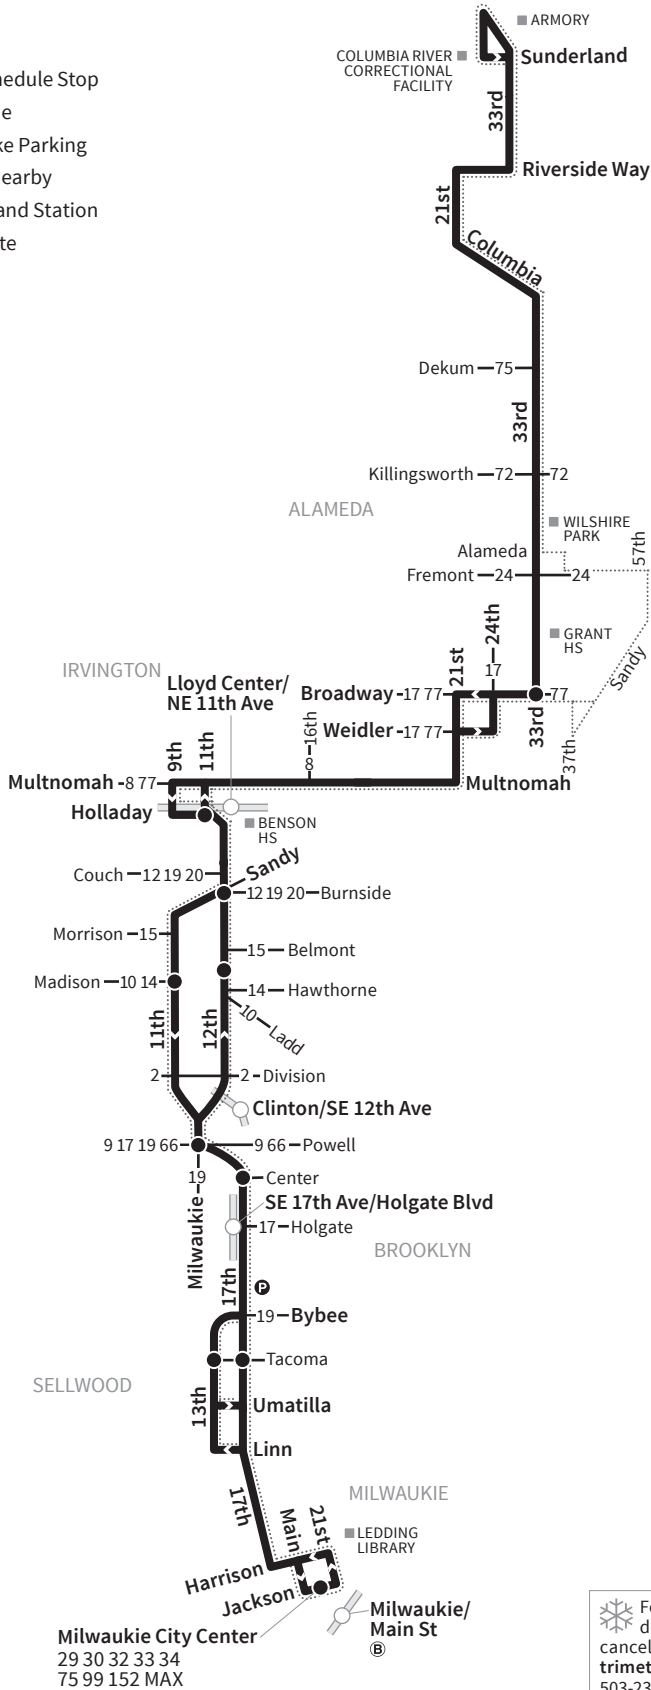 ARMORY
COLUMBIA RIVER
CORRECTIONAL
FACILITY
Sunderland
hedule Stop
e
ke Parking
earby
and Station
te
33rd
Riverside Way
21st
Columbia
Dekum
75
33rd
Killingsworth
72
72
ALAMEDA
WILSHIRE
PARK
57th
Alameda
Fremont
24
24
24th
GRANT
HS
Sandy
IRVINGTON
21st
17
Lloyd Center/
NE 11th Ave
Broadway
17 77
77
33rd
37th
Weidler
17 77
16th
8
9th
11th
Multnomah
8 77
Multnomah
Holladay
BENSON
HS
Sandy
Couch
12 19 20
12 19 20
Burnside
Morrison
15
15
Belmont
Madison
10 14
14
Hawthorne
10
Ladd
11th
12th
2
2
Division
Clinton/SE 12th Ave
9 17 19 66
9 66
Powell
19
Milwaukie
Center
SE 17th Ave/Holgate Blvd
17
Holgate
BROOKLYN
17th
P
19
Bybee
Tacoma
SELLWOOD
13th
Umatilla
Linn
17th
MILWAUKIE
Main
21st
LEDDING
LIBRARY
Harrison
Jackson
Milwaukie/
Main St
B
Milwaukie City Center
29 30 32 33 34
75 99 152 MAX
F
d
cancel
trimet
503-23